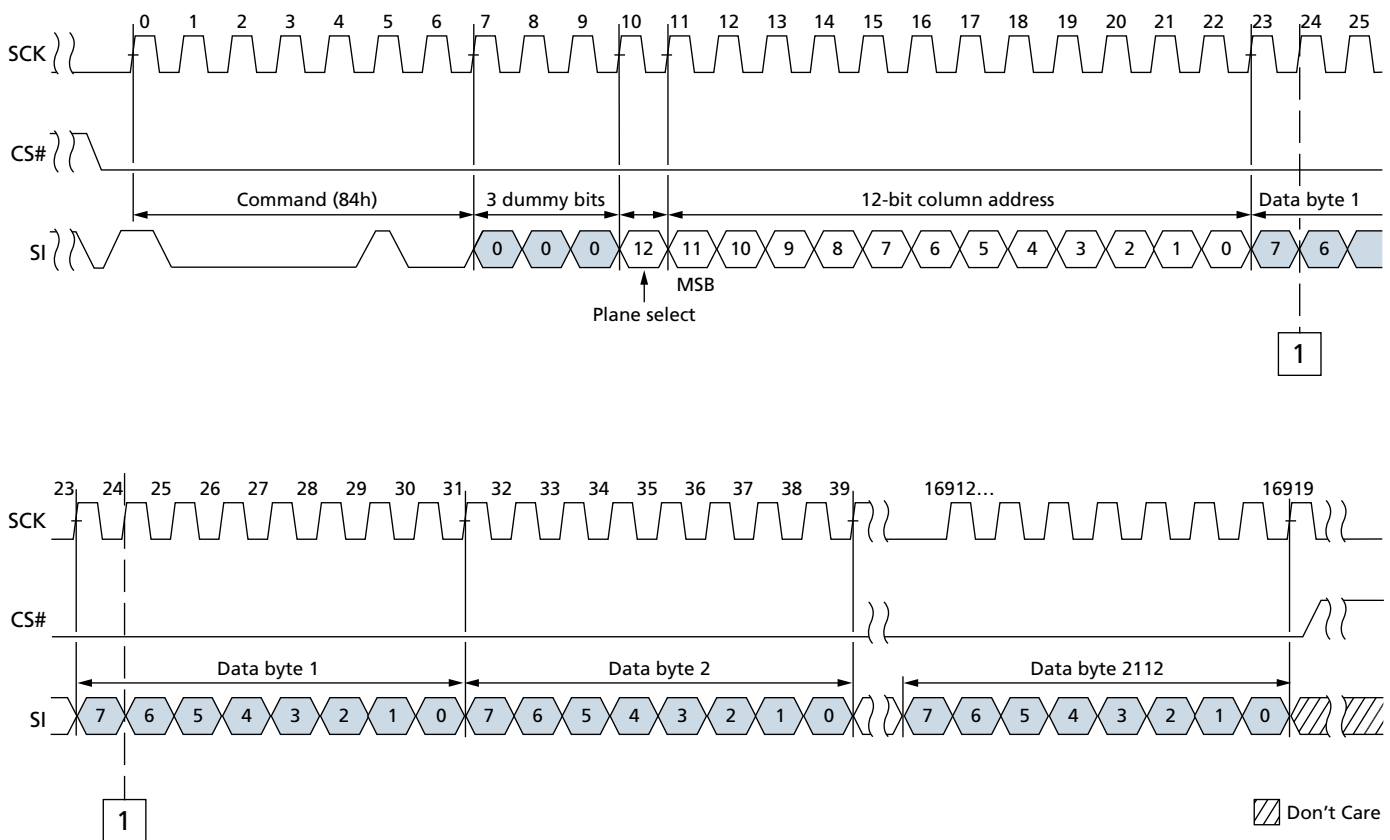 0 1 2 3 4 5 6 7 8 9 10 11 12 13 14 15 16 17 18 19 20 21 22 23 24 25
SCK
CS#
Command (84h) 3 dummy bits 12-bit column address Data byte 1
SI 0 0 0 12 11 10 9 8 7 6 5 4 3 2 1 0 7 6
MSB
Plane select
1
23 24 25 26 27 28 29 30 31 32 33 34 35 36 37 38 39 16912... 16919
SCK
CS#
Data byte 1 Data byte 2 Data byte 2112
SI 7 6 5 4 3 2 1 0 7 6 5 4 3 2 1 0 7 6 5 4 3 2 1 0
1
Don't Care